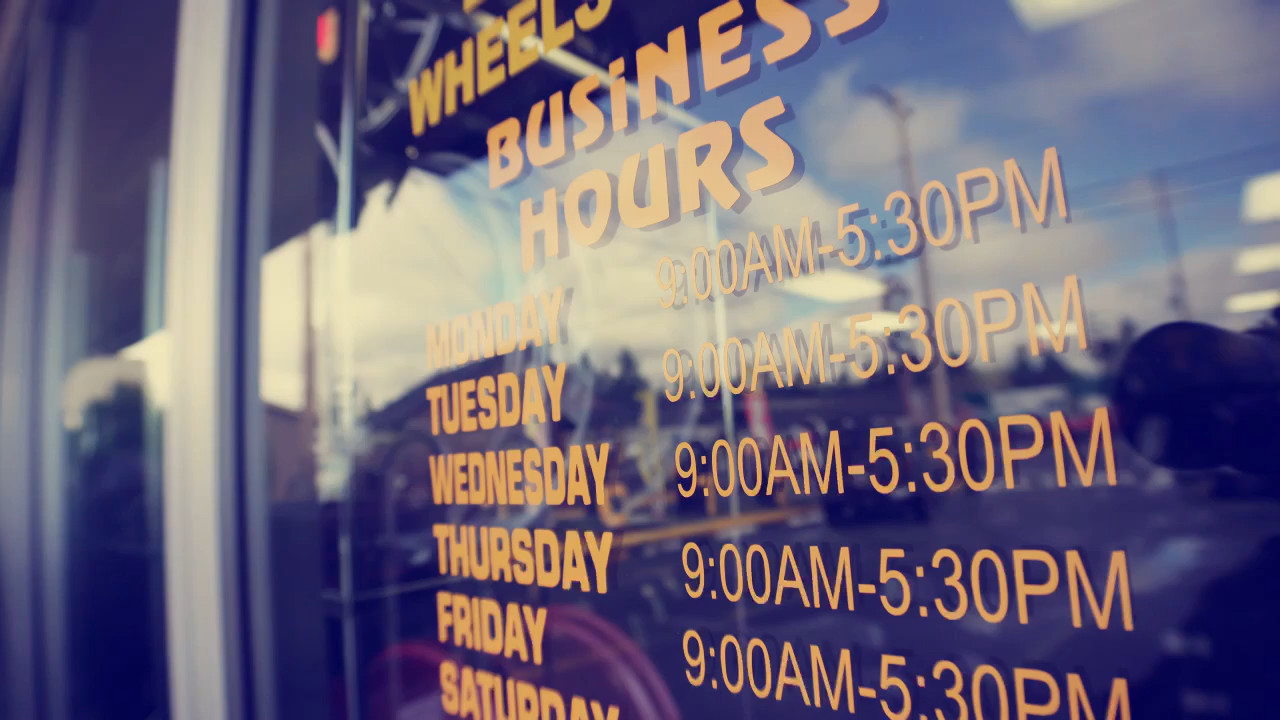 WHEELS
BUSINESS
HOURS
MONDAY 9:00AM-5:30PM
TUESDAY 9:00AM-5:30PM
WEDNESDAY 9:00AM-5:30PM
THURSDAY 9:00AM-5:30PM
FRIDAY 9:00AM-5:30PM
SATURDAY